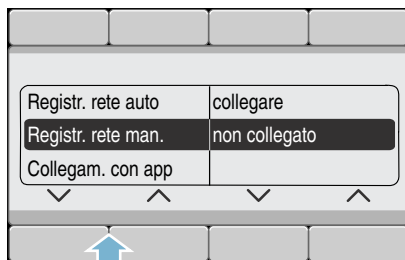 Registr. rete auto collegare
Registr. rete man. non collegato
Collegam. con app